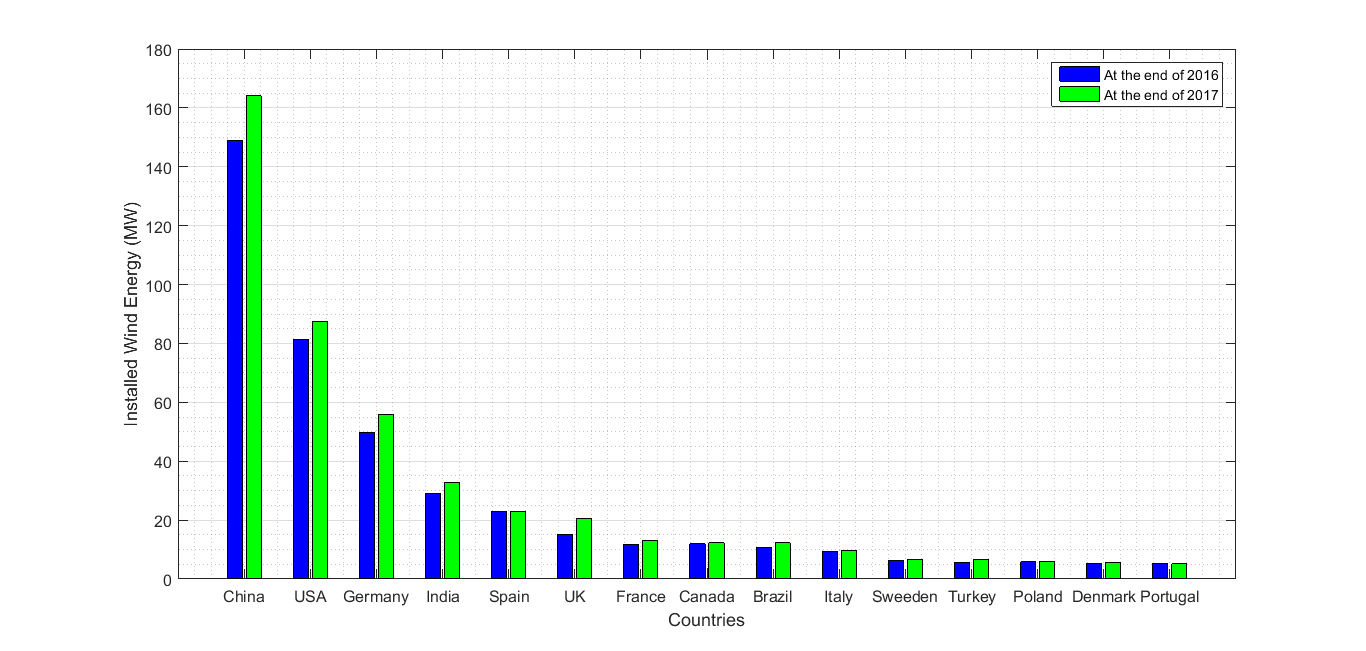 180
160
140
120
100
80
60
40
20
0
Installed Wind Energy (MW)
At the end of 2016
At the end of 2017
China USA Germany India Spain UK France Canada Brazil Italy Sweeden Turkey Poland Denmark Portugal
Countries